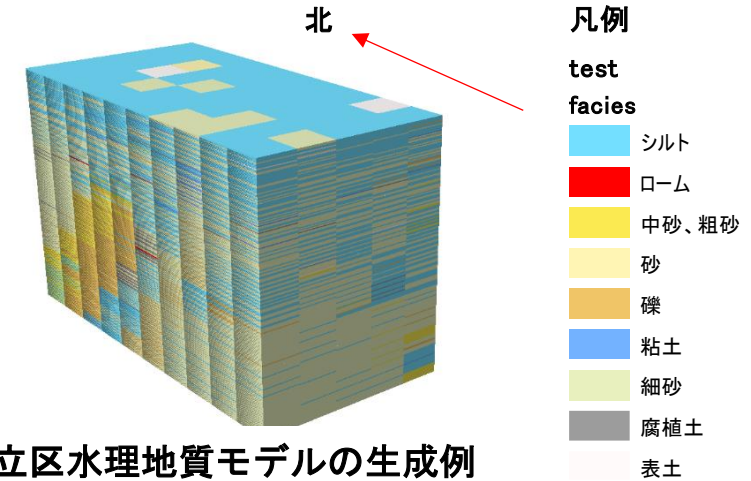 北
凡例
test
facies
シルト
ローム
中砂、粗砂
砂
礫
粘土
細砂
腐植土
表土
立区水理地質モデルの生成例